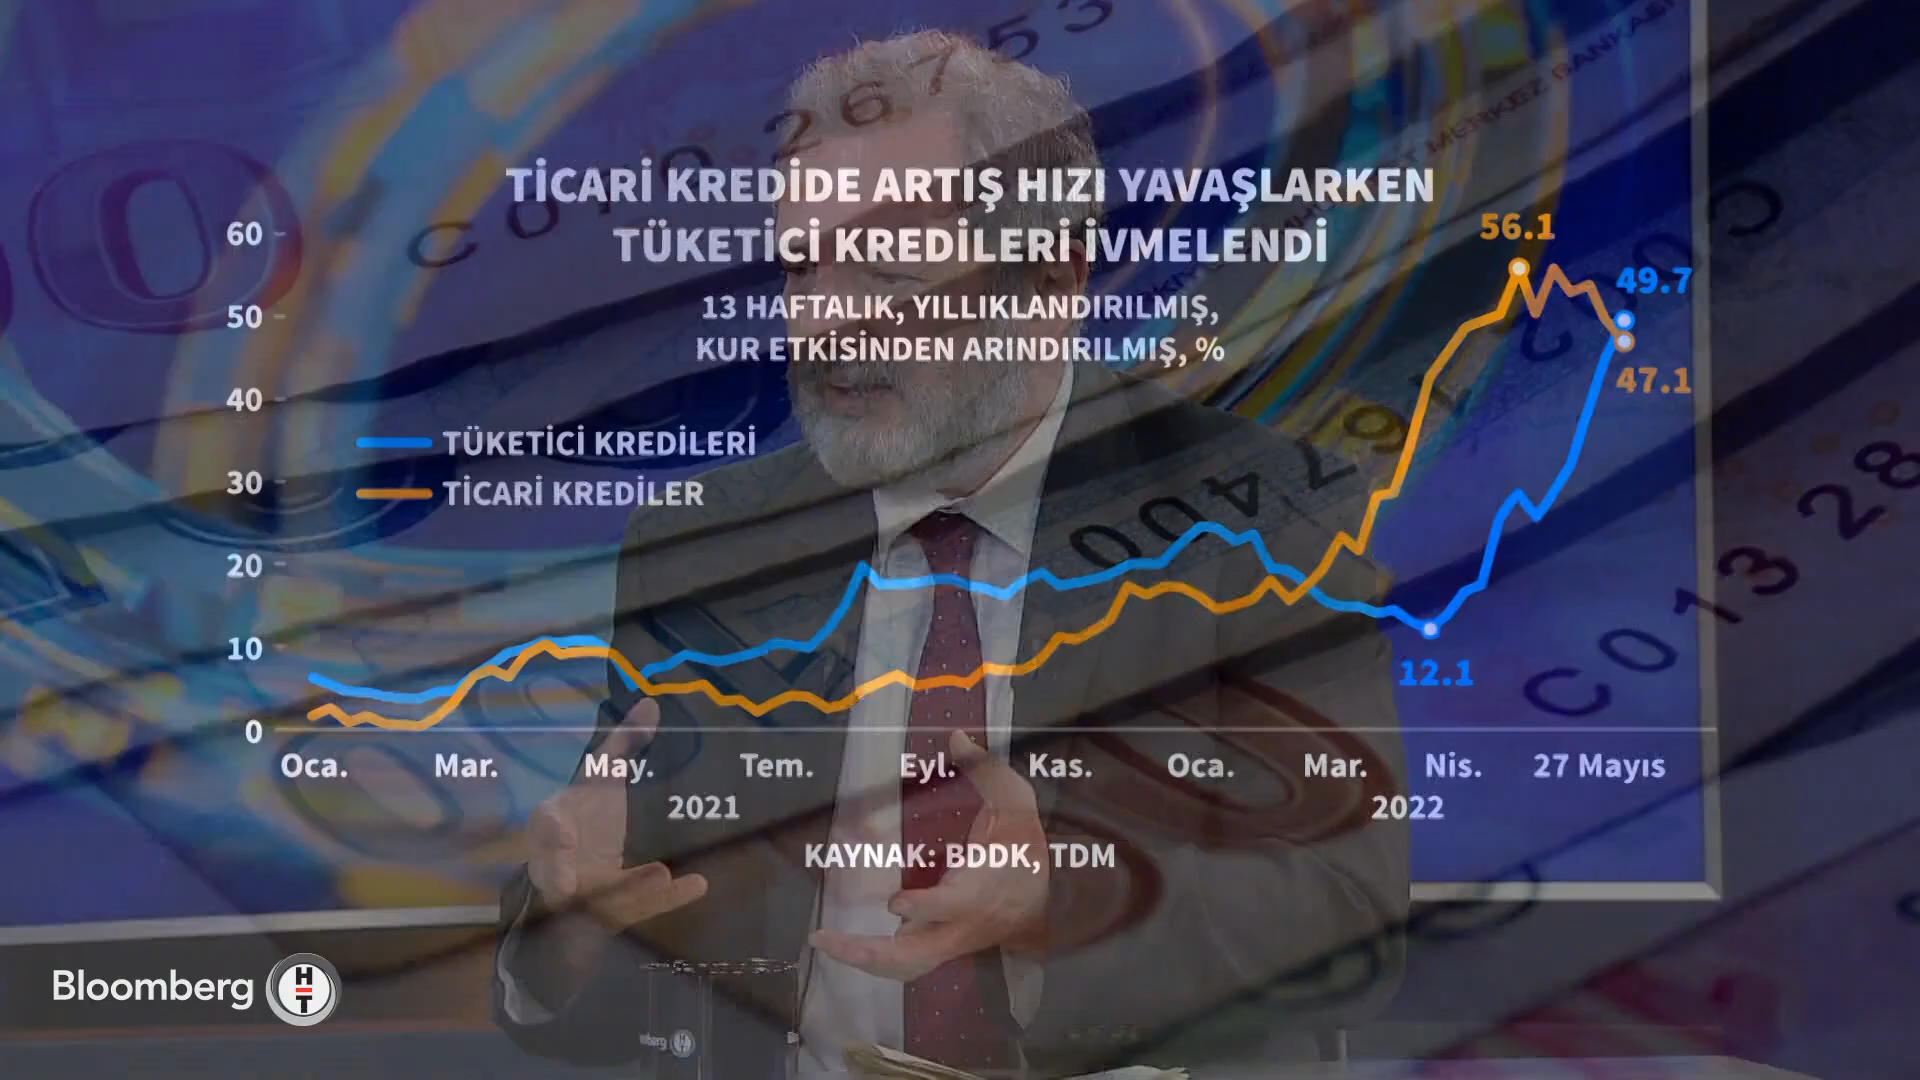 TİCARİ KREDİDE ARTIŞ HIZI YAVAŞLARKEN
TÜKETİCİ KREDİLERİ İVMELENDİ
13 HAFTALIK, YILLIKLANDIRILMIŞ,
KUR ETKİSİNDEN ARINDIRILMIŞ, %
60
50
40
30
20
10
0
TÜKETİCİ KREDİLERİ
TİCARİ KREDİLER
56.1
49.7
47.1
12.1
Oca. Mar. May. Tem. Eyl. Kas. Oca. Mar. Nis. 27 Mayıs
2021 2022
KAYNAK: BDDK, TDM
Bloomberg HT
C013 28